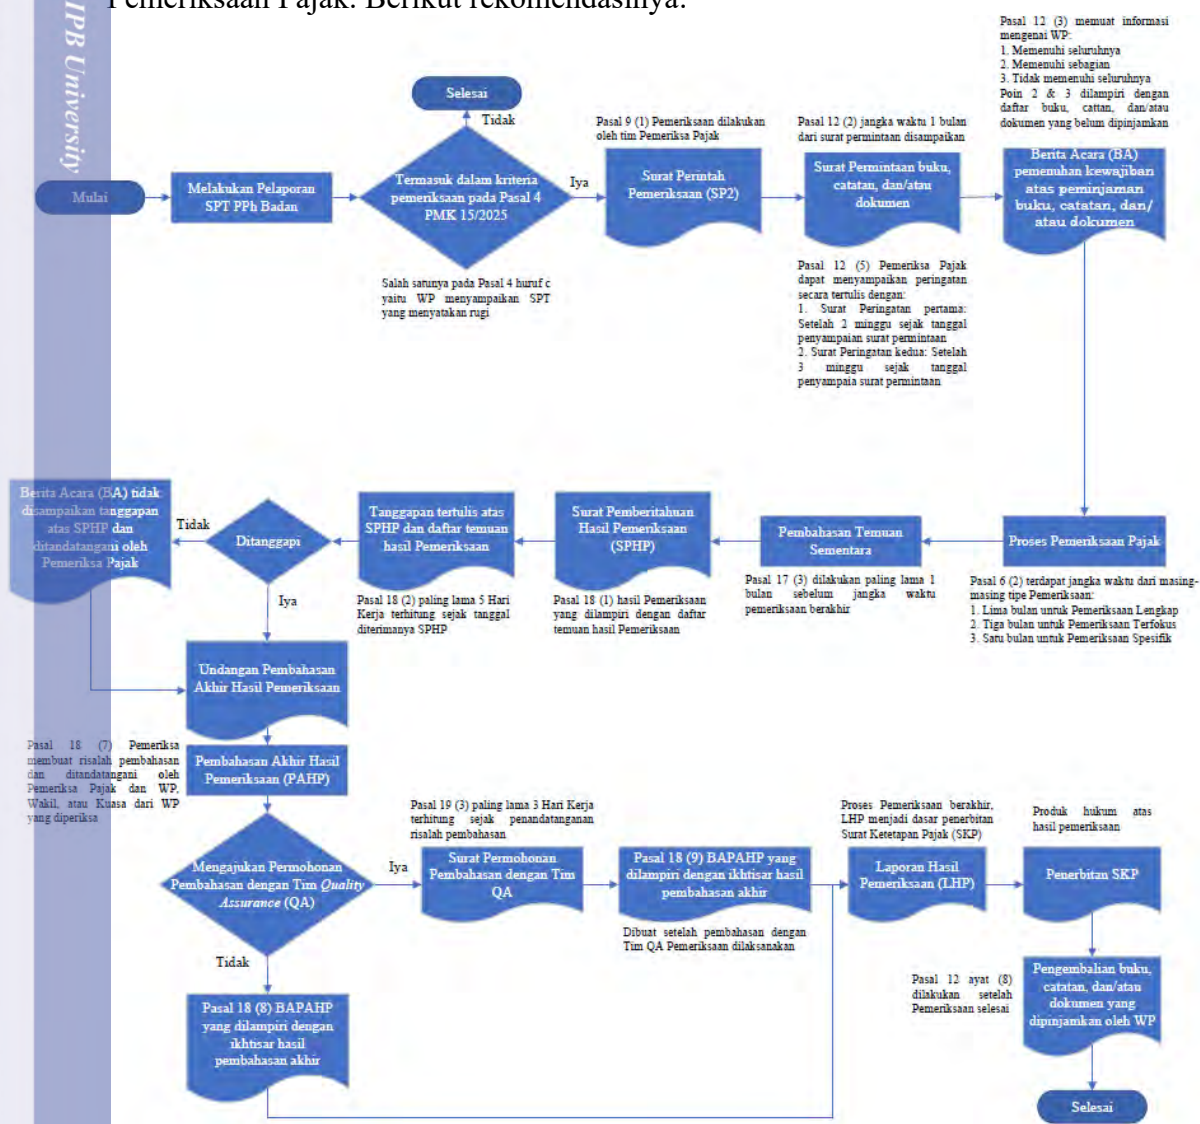 Pemeriksaan Pajak. Berikut rekomendasinya:
IPB University
Pasal 12 (3) memuat informasi
mengenai WP:
1. Memenuhi seluruhnya
2. Memenuhi sebagian
3. Tidak memenuhi seluruhnya
Poin 2 & 3 dilampiri dengan
daftar buku, cattan, dan/atau
dokumen yang belum dipinjamkan
Selesai
Tidak
Pasal 9 (1) Pemeriksaan dilakukan
oleh tim Pemeriksa Pajak
Pasal 12 (2) jangka waktu 1 bulan
dari surat permintaan disampaikan
Mulai
Melakukan Pelaporan
SPT PPh Badan
Termasuk dalam kriteria
pemeriksaan pada Pasal 4
PMK 15/2025
Iya
Surat Perintah
Pemeriksaan (SP2)
Surat Permintaan buku,
catatan, dan/atau
dokumen
Berita Acara (BA)
pemenuhan kewajiban
atas peminjaman
buku, catatan, dan/
atau dokumen
Salah satunya pada Pasal 4 huruf c
yaitu WP menyampaikan SPT
yang menyatakan rugi
Pasal 12 (5) Pemeriksa Pajak
dapat menyampaikan peringatan
secara tertulis dengan:
1. Surat Peringatan pertama:
Setelah 2 minggu sejak tanggal
penyampaian surat permintaan
2. Surat Peringatan kedua: Setelah
3 minggu sejak tanggal
penyampaia surat permintaan
Berita Acara (BA) tidak
disampaikan tanggapan
atas SPHP dan
ditandatangani oleh
Pemeriksa Pajak
Tidak
Ditanggapi
Tanggapan tertulis atas
SPHP dan daftar temuan
hasil Pemeriksaan
Surat Pemberitahuan
Hasil Pemeriksaan
(SPHP)
Pembahasan Temuan
Sementara
Proses Pemeriksaan Pajak
Iya
Pasal 18 (2) paling lama 5 Hari
Kerja terhitung sejak tanggal
diterimanya SPHP
Pasal 18 (1) hasil Pemeriksaan
yang dilampiri dengan daftar
temuan hasil Pemeriksaan
Pasal 17 (3) dilakukan paling lama 1
bulan sebelum jangka waktu
pemeriksaan berakhir
Pasal 6 (2) terdapat jangka waktu dari masing-
masing tipe Pemeriksaan:
1. Lima bulan untuk Pemeriksaan Lengkap
2. Tiga bulan untuk Pemeriksaan Terfokus
3. Satu bulan untuk Pemeriksaan Spesifik
Undangan Pembahasan
Akhir Hasil Pemeriksaan
Pasal 18 (7) Pemeriksa
membuat risalah pembahasan
dan ditandatangani oleh
Pemeriksa Pajak dan WP,
Wakil, atau Kuasa dari WP
yang diperiksa
Pembahasan Akhir Hasil
Pemeriksaan (PAHP)
Pasal 19 (3) paling lama 3 Hari Kerja
terhitung sejak penandatanganan
risalah pembahasan
Proses Pemeriksaan berakhir,
LHP menjadi dasar penerbitan
Surat Ketetapan Pajak (SKP)
Produk hukum atas
hasil pemeriksaan
Mengajukan Permohonan
Pembahasan dengan Tim Quality
Assurance (QA)
Iya
Surat Permohonan
Pembahasan dengan Tim
QA
Pasal 18 (9) BAPAHP yang
dilampiri dengan ikhtisar hasil
pembahasan akhir
Laporan Hasil
Pemeriksaan (LHP)
Penerbitan SKP
Dibuat setelah pembahasan dengan
Tim QA Pemeriksaan dilaksanakan
Tidak
Pasal 18 (8) BAPAHP
yang dilampiri dengan
ikhtisar hasil
pembahasan akhir
Pasal 12 ayat (8)
dilakukan setelah
Pemeriksaan selesai
Pengembalian buku,
catatan, dan/atau
dokumen yang
dipinjamkan oleh WP
Selesai